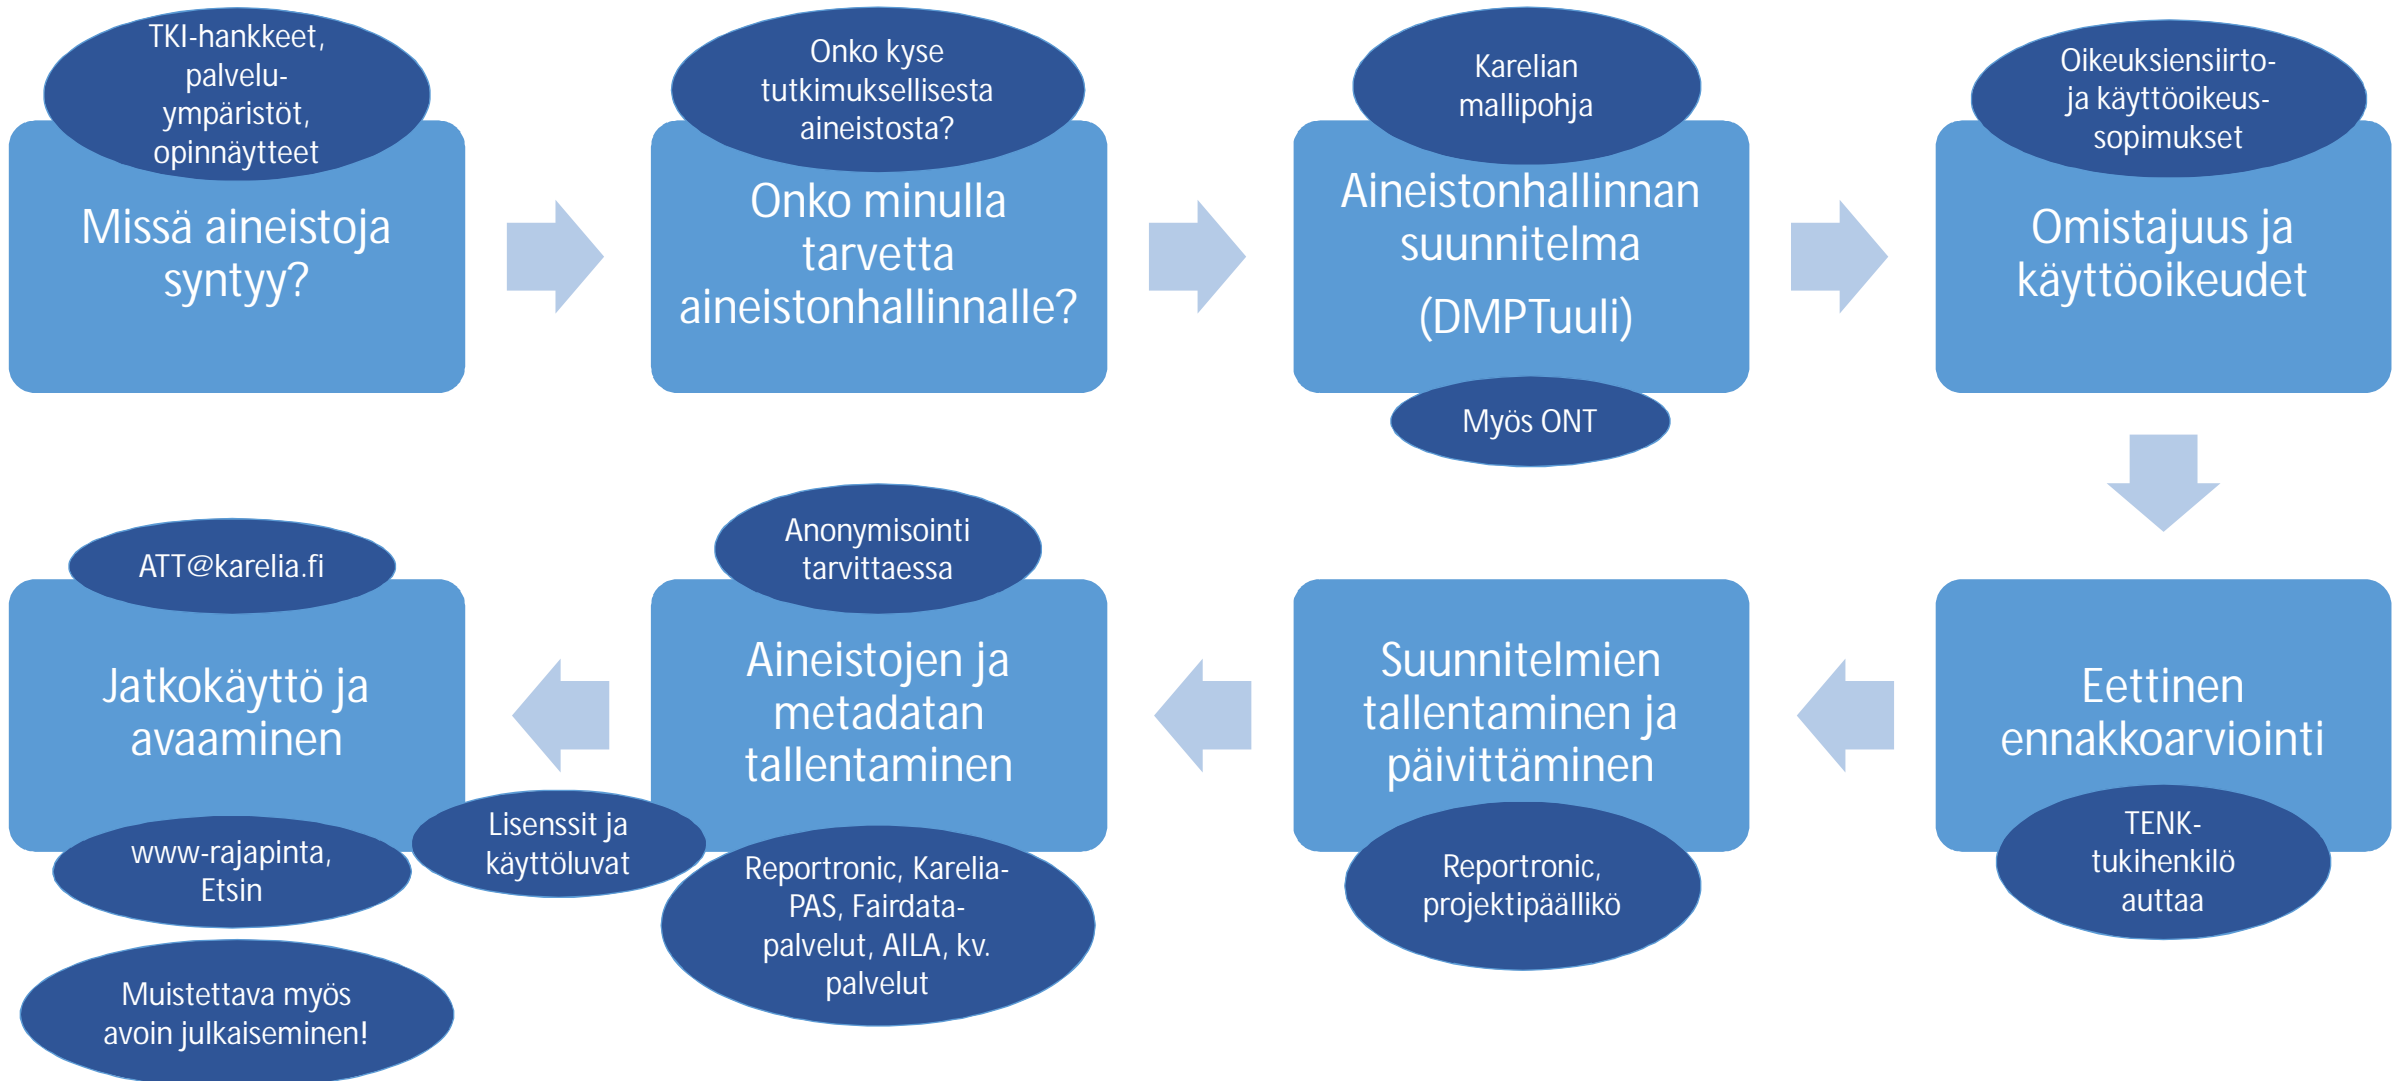 TKI-hankkeet,
palvelu-
ympäristöt,
opinnäytteet
Missä aineistoja
syntyy?
Onko kyse
tutkimuksellisesta
aineistosta?
Onko minulla
tarvetta
aineistonhallinnalle?
Karelian
mallipohja
Aineistonhallinnan
suunnitelma
(DMPTuuli)
Myös ONT
Oikeuksiensiirto-
ja käyttöoikeus-
sopimukset
Omistajuus ja
käyttöoikeudet
Eettinen
ennakkoarviointi
TENK-
tukihenkilö
auttaa
Suunnitelmien
tallentaminen ja
päivittäminen
Reportronic,
projektipäällikö
Anonymisointi
tarvittaessa
Aineistojen ja
metadatan
tallentaminen
Reportronic, Karelia-
PAS, Fairdata-
palvelut, AILA, kv.
palvelut
Lisenssit ja
käyttöluvat
ATT@karelia.fi
Jatkokäyttö ja
avaaminen
www-rajapinta,
Etsin
Muistettava myös
avoin julkaiseminen!